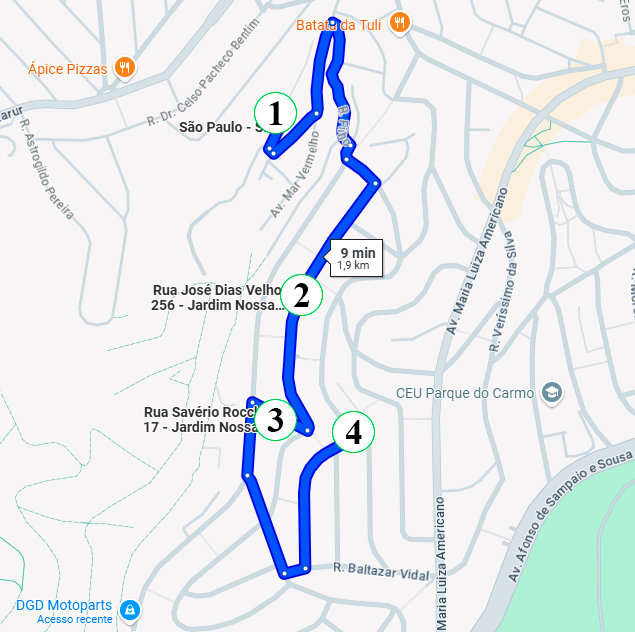 Batata da Tuli
Eros
Ápice Pizzas
R. Dr. Celso Pacheco Bentim
arur
1
São Paulo - S
R. Astrogildo Pereira
Av. Mar Vermelho
9 min
1,9 km
Rua José Dias Velho
256 - Jardim Nossa...
2
Av. Maria Luiza Americano
R. Veríssimo da Silva
CEU Parque do Carmo
Rua Savério Rocc
17 - Jardim Nossa
3
4
Av. Afonso de Sampaio e Sousa
Maria Luiza Americano
R. Baltazar Vidal
DGD Motoparts
Acesso recente